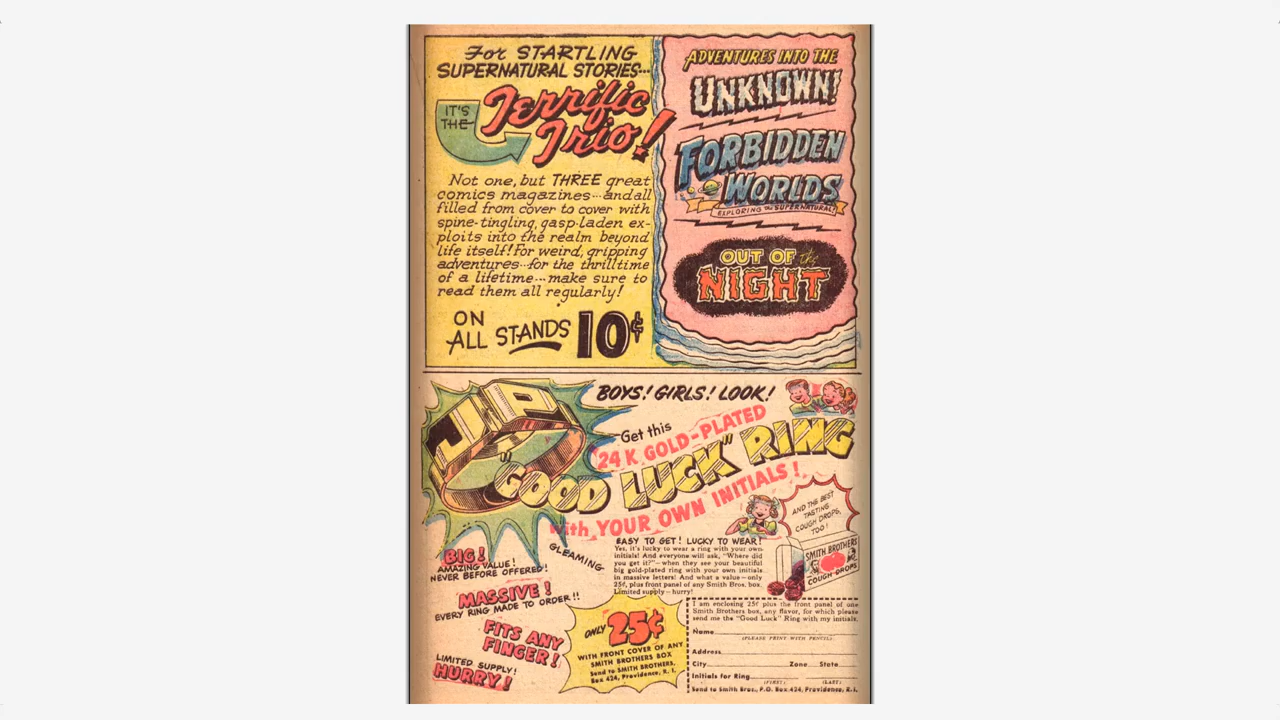 For STARTLING
SUPERNATURAL STORIES...
IT'S
THE
Terrific
Trio!
Not one, but THREE great
comics magazines...and all
filled from cover to cover with
spine-tingling, gasp-laden ex-
ploits into the realm beyond
life itself! For weird, gripping
adventures...for the thrilltime
of a lifetime...make sure to
read them all regularly!
ON
ALL STANDS 10¢
ADVENTURES INTO THE
UNKNOWN!
FORBIDDEN
WORLDS
EXPLORING THE SUPERNATURAL!
OUT OF the
NIGHT
JP
BOYS! GIRLS! LOOK!
Get this
24 K GOLD-PLATED
"GOOD LUCK" RING
with YOUR OWN INITIALS!
AND THE BEST
TASTING
COUGH DROPS,
TOO!
SMITH BROTHERS
COUGH DROPS
BIG!
AMAZING VALUE!
NEVER BEFORE OFFERED!
GLEAMING
MASSIVE!
EVERY RING MADE TO ORDER!!
FITS ANY
FINGER!
LIMITED SUPPLY!
HURRY!
EASY TO GET! LUCKY TO WEAR!
Yes, it's lucky to wear a ring with your own
initials! And everyone will ask, "Where did
you get it?"—when they see your beautiful
big gold-plated ring with your own initials
in massive letters! And what a value—only
25¢, plus front panel of any Smith Bros. box.
Limited supply—hurry!
ONLY 25¢
WITH FRONT COVER OF ANY
SMITH BROTHERS BOX
Send to SMITH BROTHERS,
Box 424, Providence, R. I.
I am enclosing 25¢ plus the front panel of one
Smith Brothers box, any flavor, for which please
send me the "Good Luck" Ring with my initials.
Name
(PLEASE PRINT WITH PENCIL)
Address
City Zone State
Initials for Ring
(FIRST) (LAST)
Send to Smith Bros., P.O. Box 424, Providence, R.I.